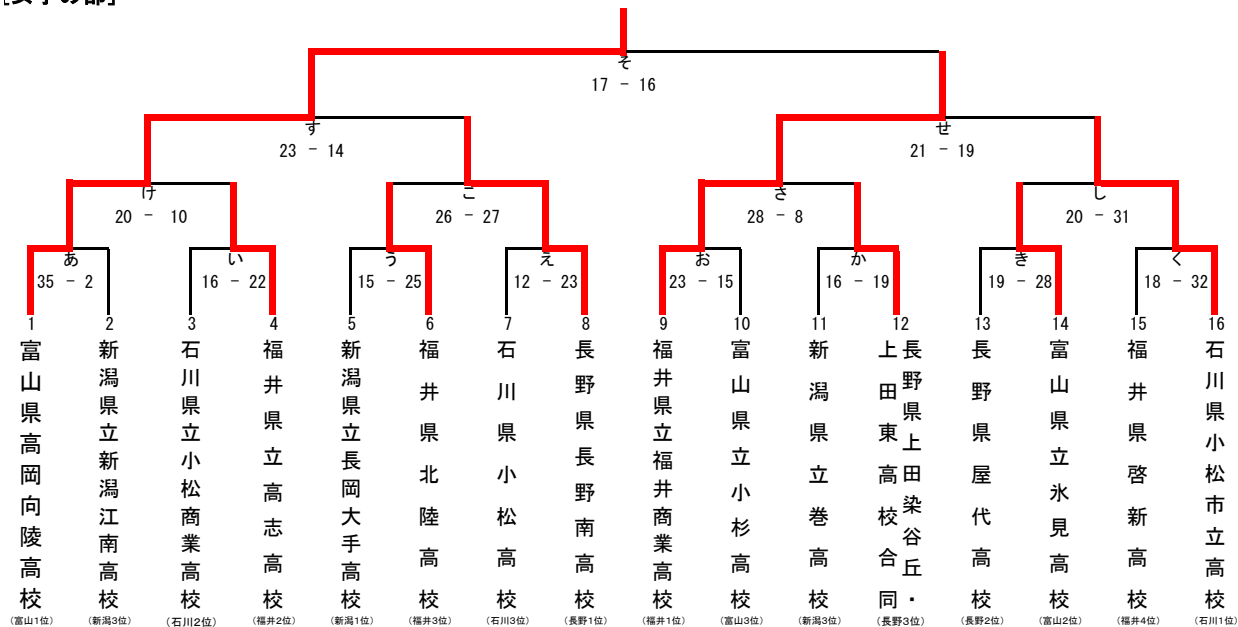 [女子の部]
そ
17 - 16
す
23 - 14
せ
21 - 19
け
20 - 10
こ
26 - 27
さ
28 - 8
し
20 - 31
あ
35 - 2
い
16 - 22
う
15 - 25
え
12 - 23
お
23 - 15
か
16 - 19
き
19 - 28
く
18 - 32
1
富山県高岡向陵高校
(富山1位)
2
新潟県立新潟江南高校
(新潟3位)
3
石川県立小松商業高校
(石川2位)
4
福井県立高志高校
(福井2位)
5
新潟県立長岡大手高校
(新潟1位)
6
福井県北陸高校
(福井3位)
7
石川県小松高校
(石川3位)
8
長野県長野南高校
(長野1位)
9
福井県立福井商業高校
(福井1位)
10
富山県立小杉高校
(富山3位)
11
新潟県立巻高校
(新潟3位)
12
長野県上田染谷丘・
上田東高校合同
(長野3位)
13
長野県屋代高校
(長野2位)
14
富山県立氷見高校
(富山2位)
15
福井県啓新高校
(福井4位)
16
石川県小松市立高校
(石川1位)